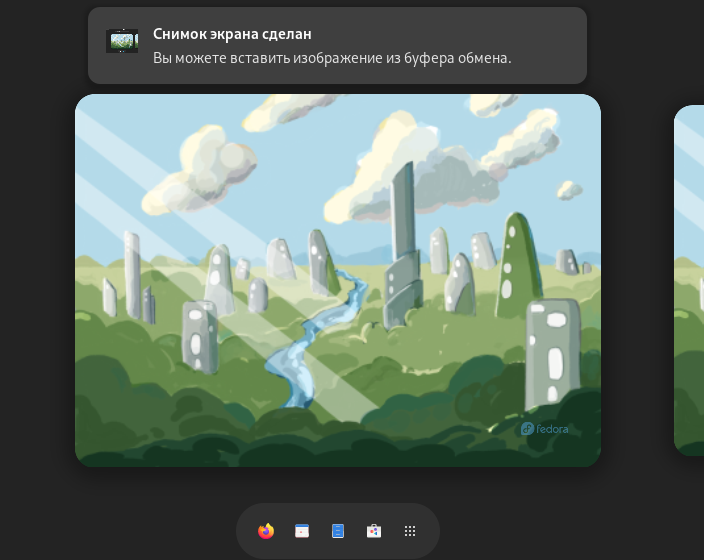 Снимок экрана сделан
Вы можете вставить изображение из буфера обмена.
fedora